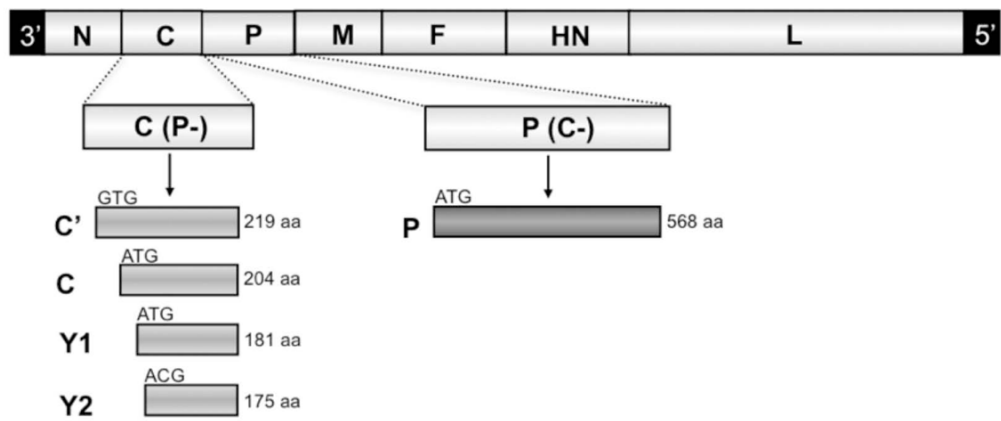 3' N C P M F HN L 5'
C (P-) P (C-)
GTG ATG
C' 219 aa P 568 aa
ATG
C 204 aa
ATG
Y1 181 aa
ACG
Y2 175 aa